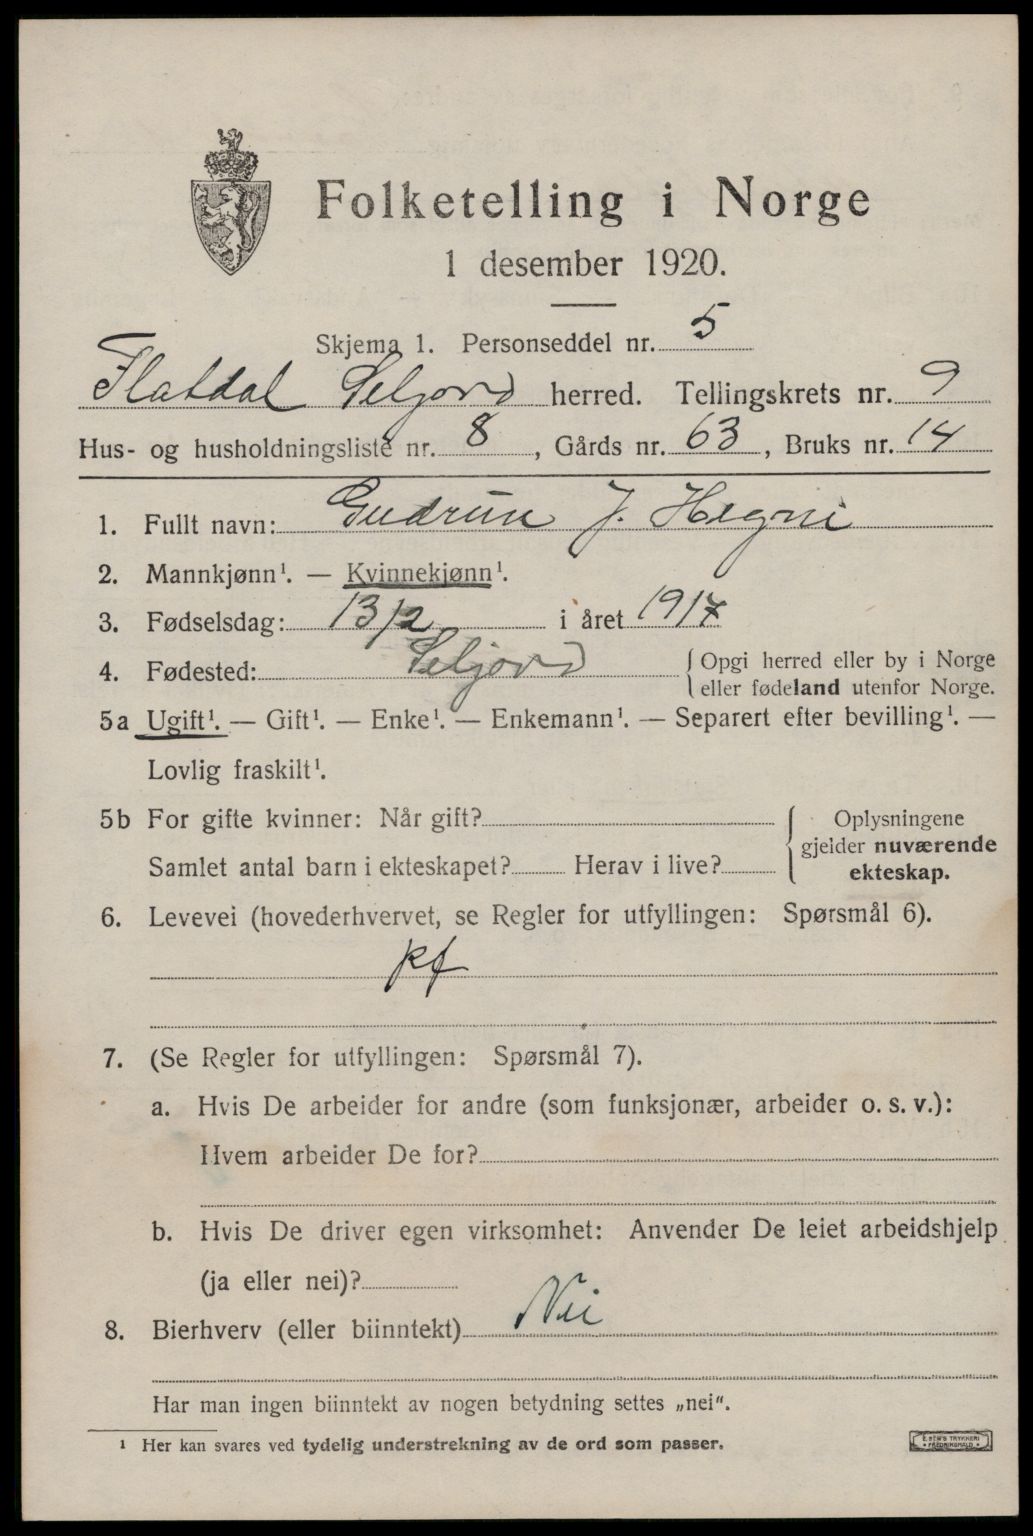 Folketelling i Norge
1 desember 1920.
Skjema 1. Personseddel nr. 5
Flatdal Seljord herred. Tellingskrets nr. 9
Hus- og husholdningsliste nr. 8, Gårds nr. 63, Bruks nr. 14
1. Fullt navn: Gudrun J. Hegni
2. Mannkjønn¹. — Kvinnekjønn¹.
3. Fødselsdag: 13/2 i året 1917
4. Fødested: Seljord { Opgi herred eller by i Norge
eller fødeland utenfor Norge.
5a Ugift¹. — Gift¹. — Enke¹. — Enkemann¹. — Separert efter bevilling¹. —
Lovlig fraskilt¹.
5b For gifte kvinner: Når gift?
Samlet antal barn i ekteskapet? Herav i live?
{ Oplysningene
gjelder nuværende
ekteskap.
6. Levevei (hovederhvervet, se Regler for utfyllingen: Spørsmål 6).
pf
7. (Se Regler for utfyllingen: Spørsmål 7).
a. Hvis De arbeider for andre (som funksjonær, arbeider o. s. v.):
Hvem arbeider De for?
b. Hvis De driver egen virksomhet: Anvender De leiet arbeidshjelp
(ja eller nei)?
8. Bierhverv (eller biinntekt) Nei
Har man ingen biinntekt av nogen betydning settes „nei“.
¹ Her kan svares ved tydelig understrekning av de ord som passer.
E. SEM'S TRYKKERI
FREDRIKSHALD